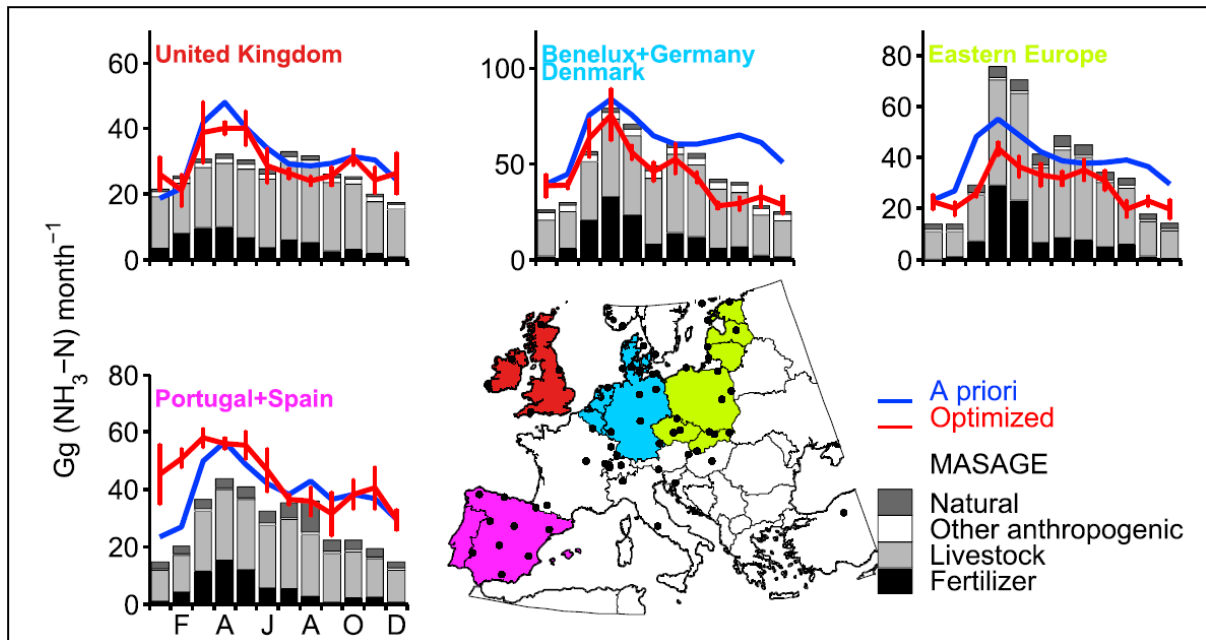 United Kingdom
60
40
20
0
Benelux+Germany
Denmark
100
50
0
Eastern Europe
80
60
40
20
0
Gg (NH₃−N) month⁻¹
Portugal+Spain
80
60
40
20
0
F A J A O D
A priori
Optimized
MASAGE
Natural
Other anthropogenic
Livestock
Fertilizer